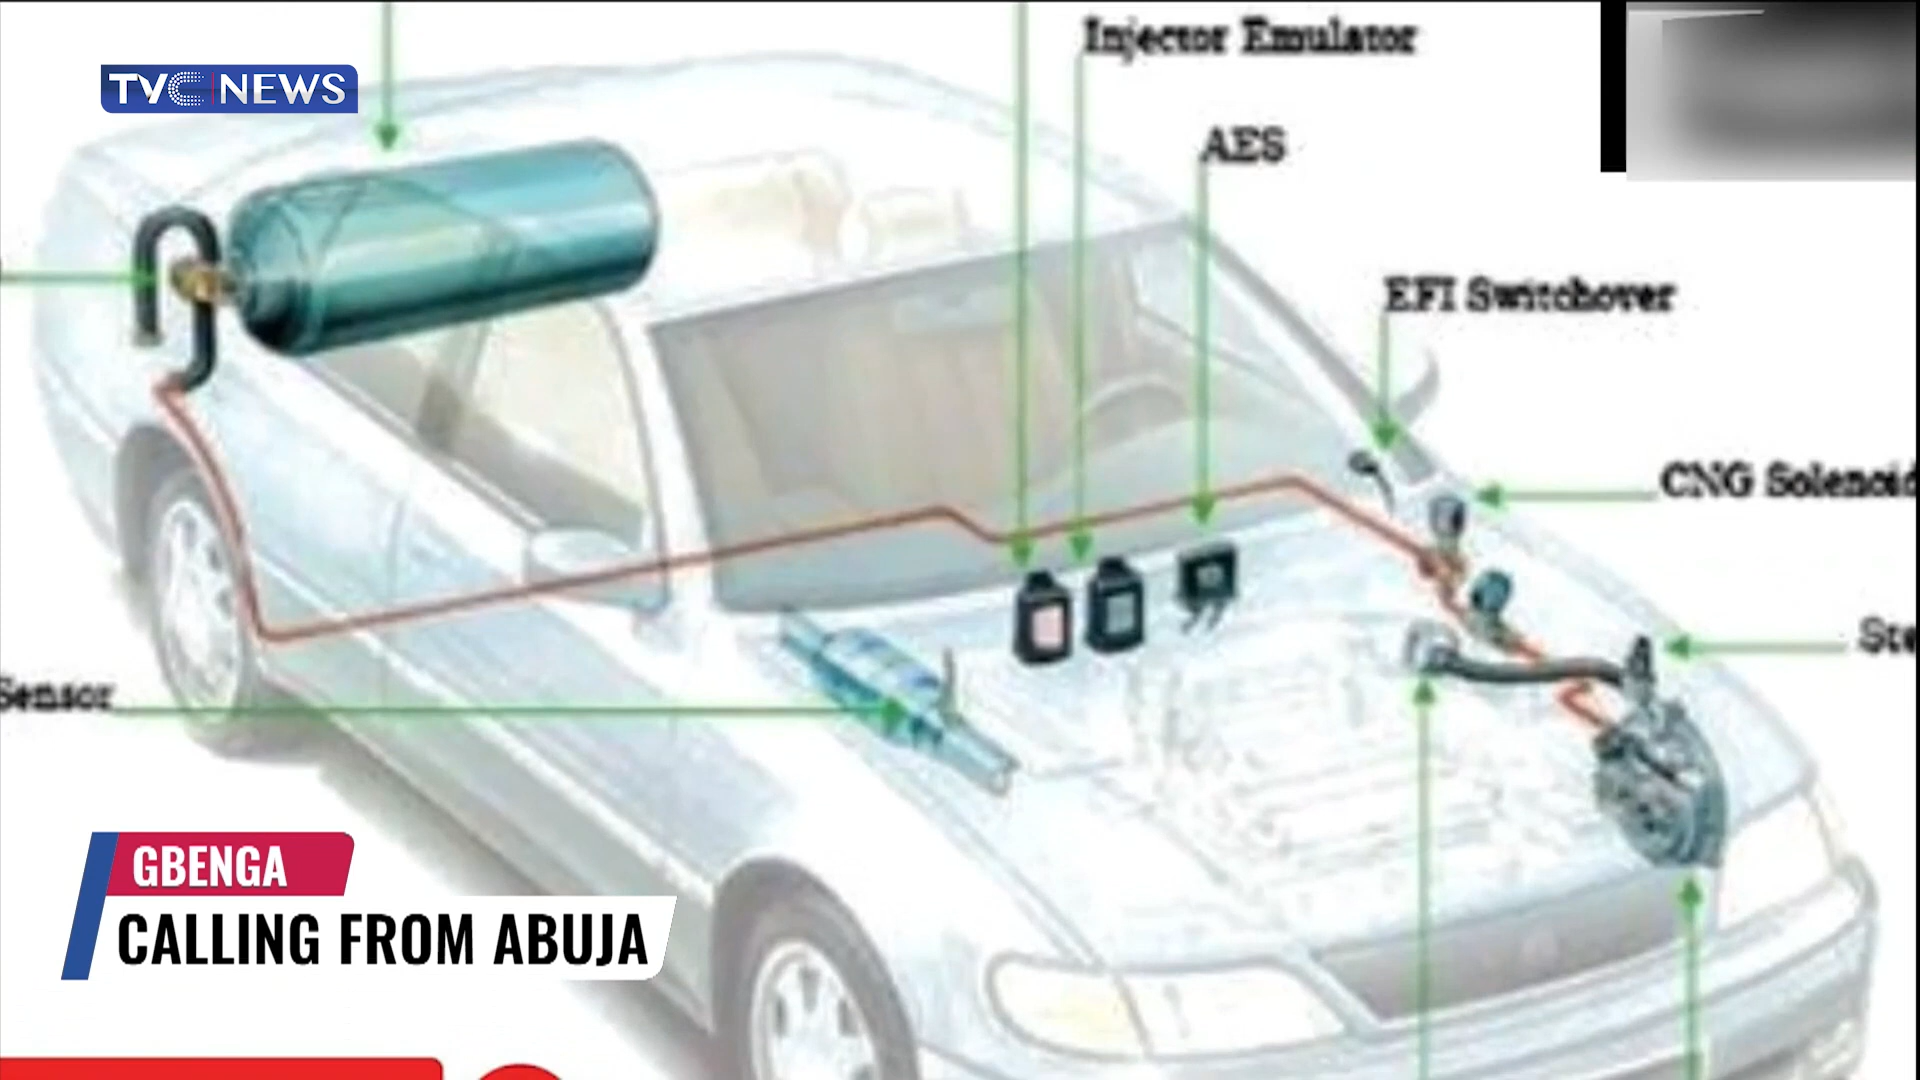 Injector Emulator
TVC NEWS
AES
EFI Switchover
CNG Solenoid
Sensor
GBENGA
CALLING FROM ABUJA